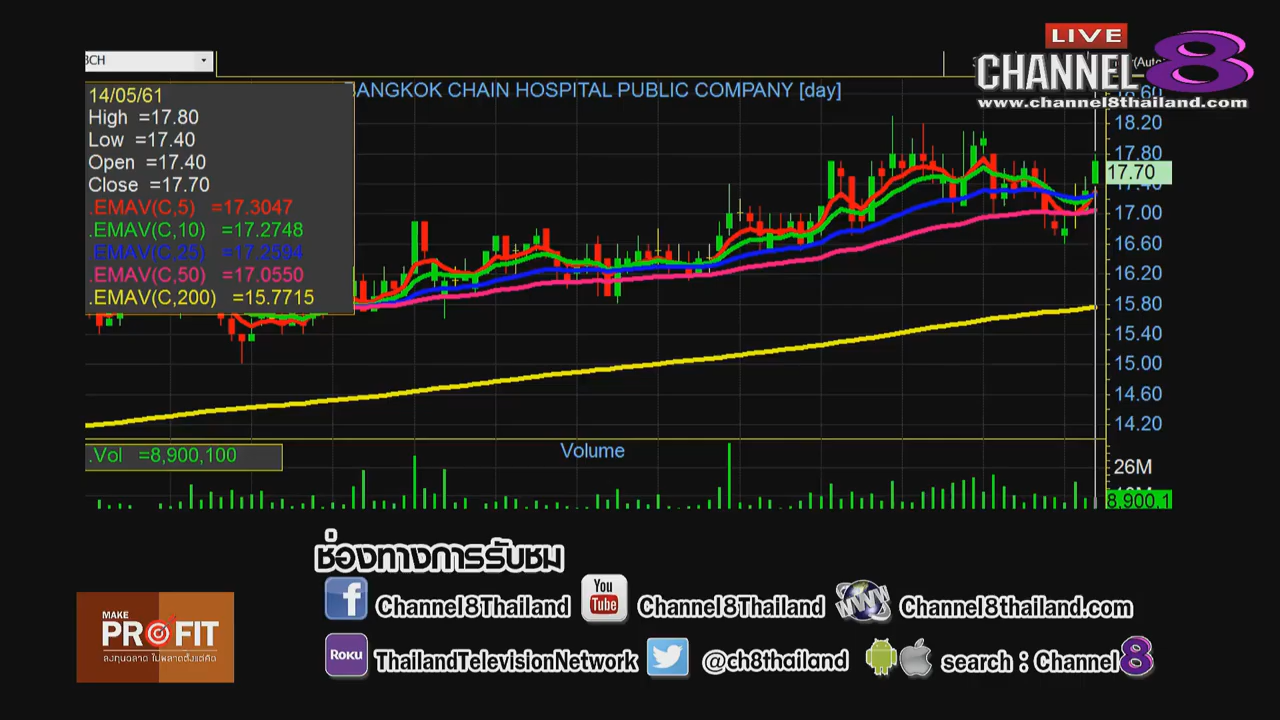 LIVE
CHANNEL 8
www.channel8thailand.com
BCH
14/05/61
High =17.80
Low =17.40
Open =17.40
Close =17.70
.EMAV(C,5) =17.3047
.EMAV(C,10) =17.2748
.EMAV(C,25) =17.2594
.EMAV(C,50) =17.0550
.EMAV(C,200) =15.7715
BANGKOK CHAIN HOSPITAL PUBLIC COMPANY [day]
18.60
18.20
17.80
17.70
17.40
17.00
16.60
16.20
15.80
15.40
15.00
14.60
14.20
.Vol =8,900,100
Volume
26M
8,900,1
ช่องทางการรับชม
f Channel8Thailand
You Tube Channel8Thailand
WWW Channel8thailand.com
ROKU ThailandTelevisionNetwork
@ch8thailand
search : Channel 8
MAKE
PROFIT
ลงทุนฉลาด ไม่พลาดตั้งแต่คิด